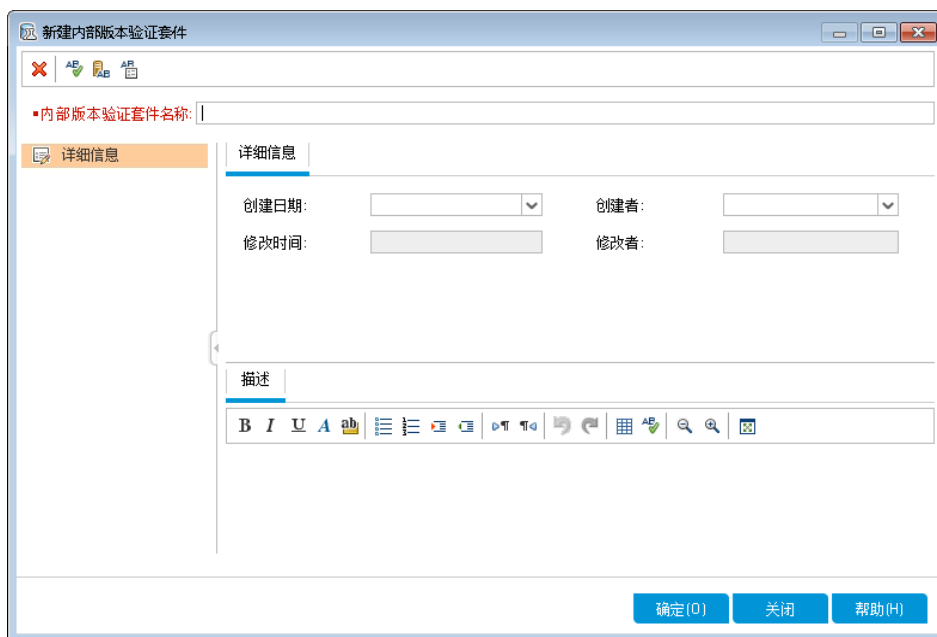 新建内部版本验证套件
▪内部版本验证套件名称:
详细信息
详细信息
创建日期:
创建者:
修改时间:
修改者:
描述
B I U A ab
确定(O) 关闭 帮助(H)